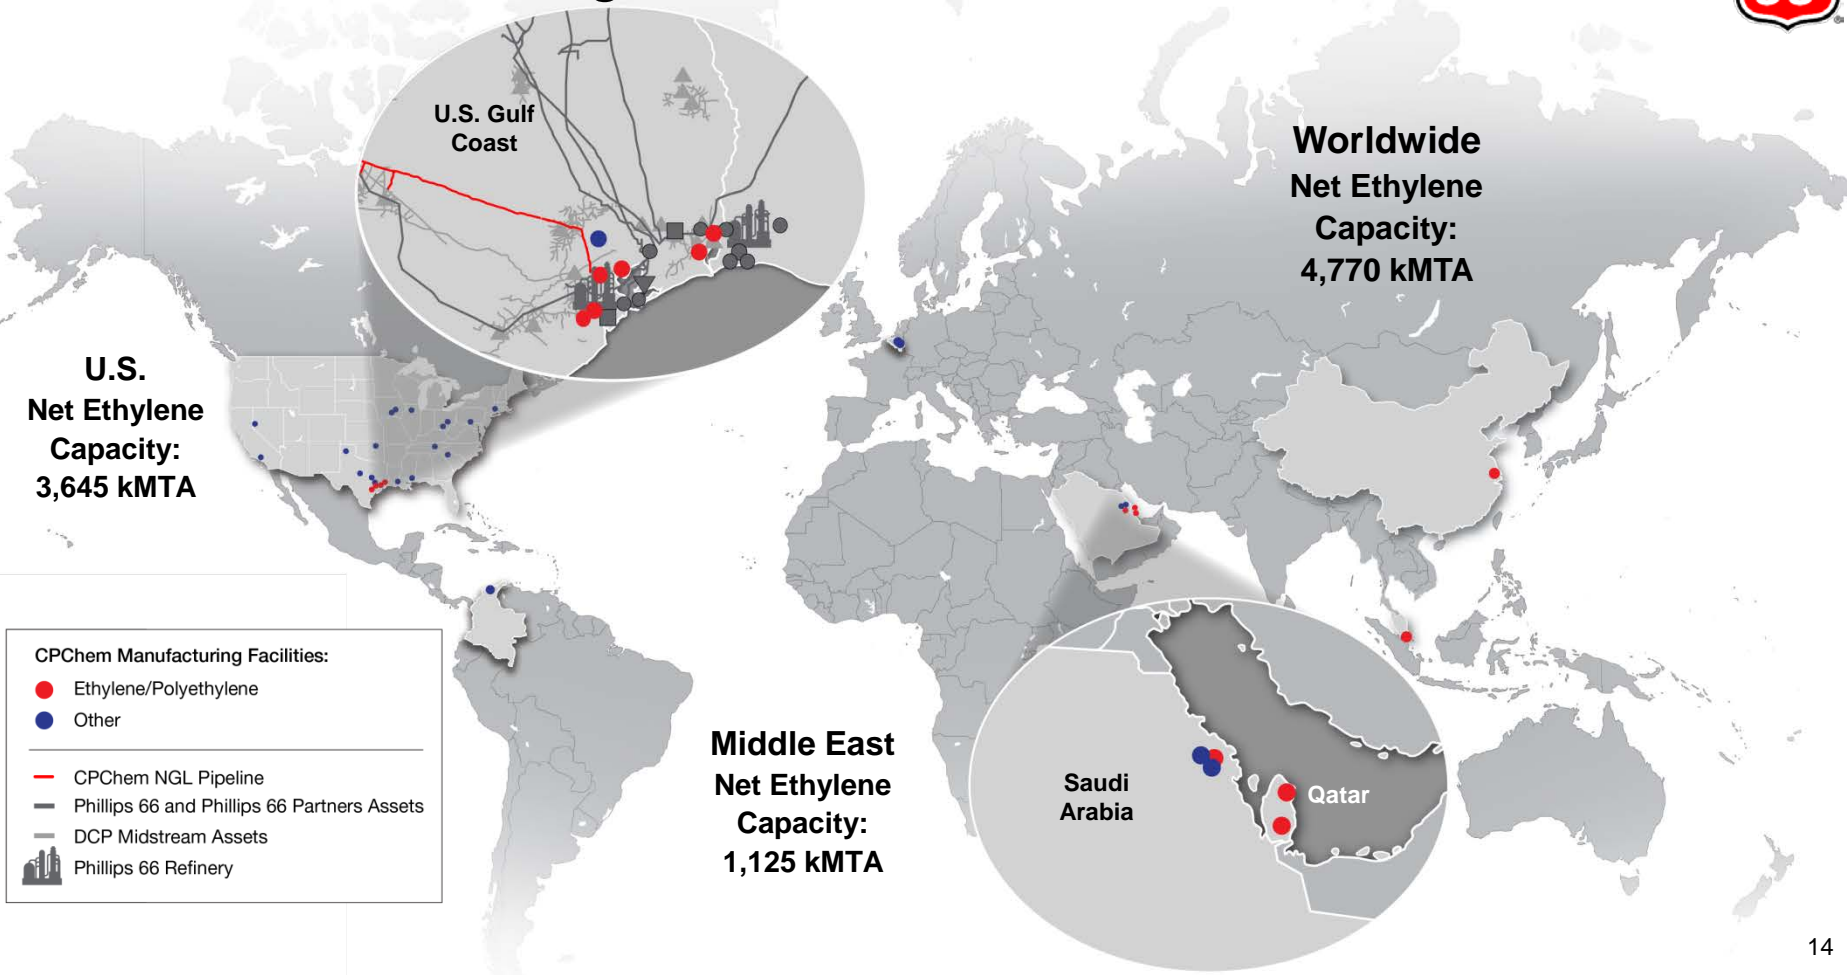 U.S. Gulf
Coast
Worldwide
Net Ethylene
Capacity:
4,770 kMTA
U.S.
Net Ethylene
Capacity:
3,645 kMTA
CPChem Manufacturing Facilities:
Ethylene/Polyethylene
Other
CPChem NGL Pipeline
Phillips 66 and Phillips 66 Partners Assets
DCP Midstream Assets
Phillips 66 Refinery
Middle East
Net Ethylene
Capacity:
1,125 kMTA
Saudi
Arabia
Qatar
14